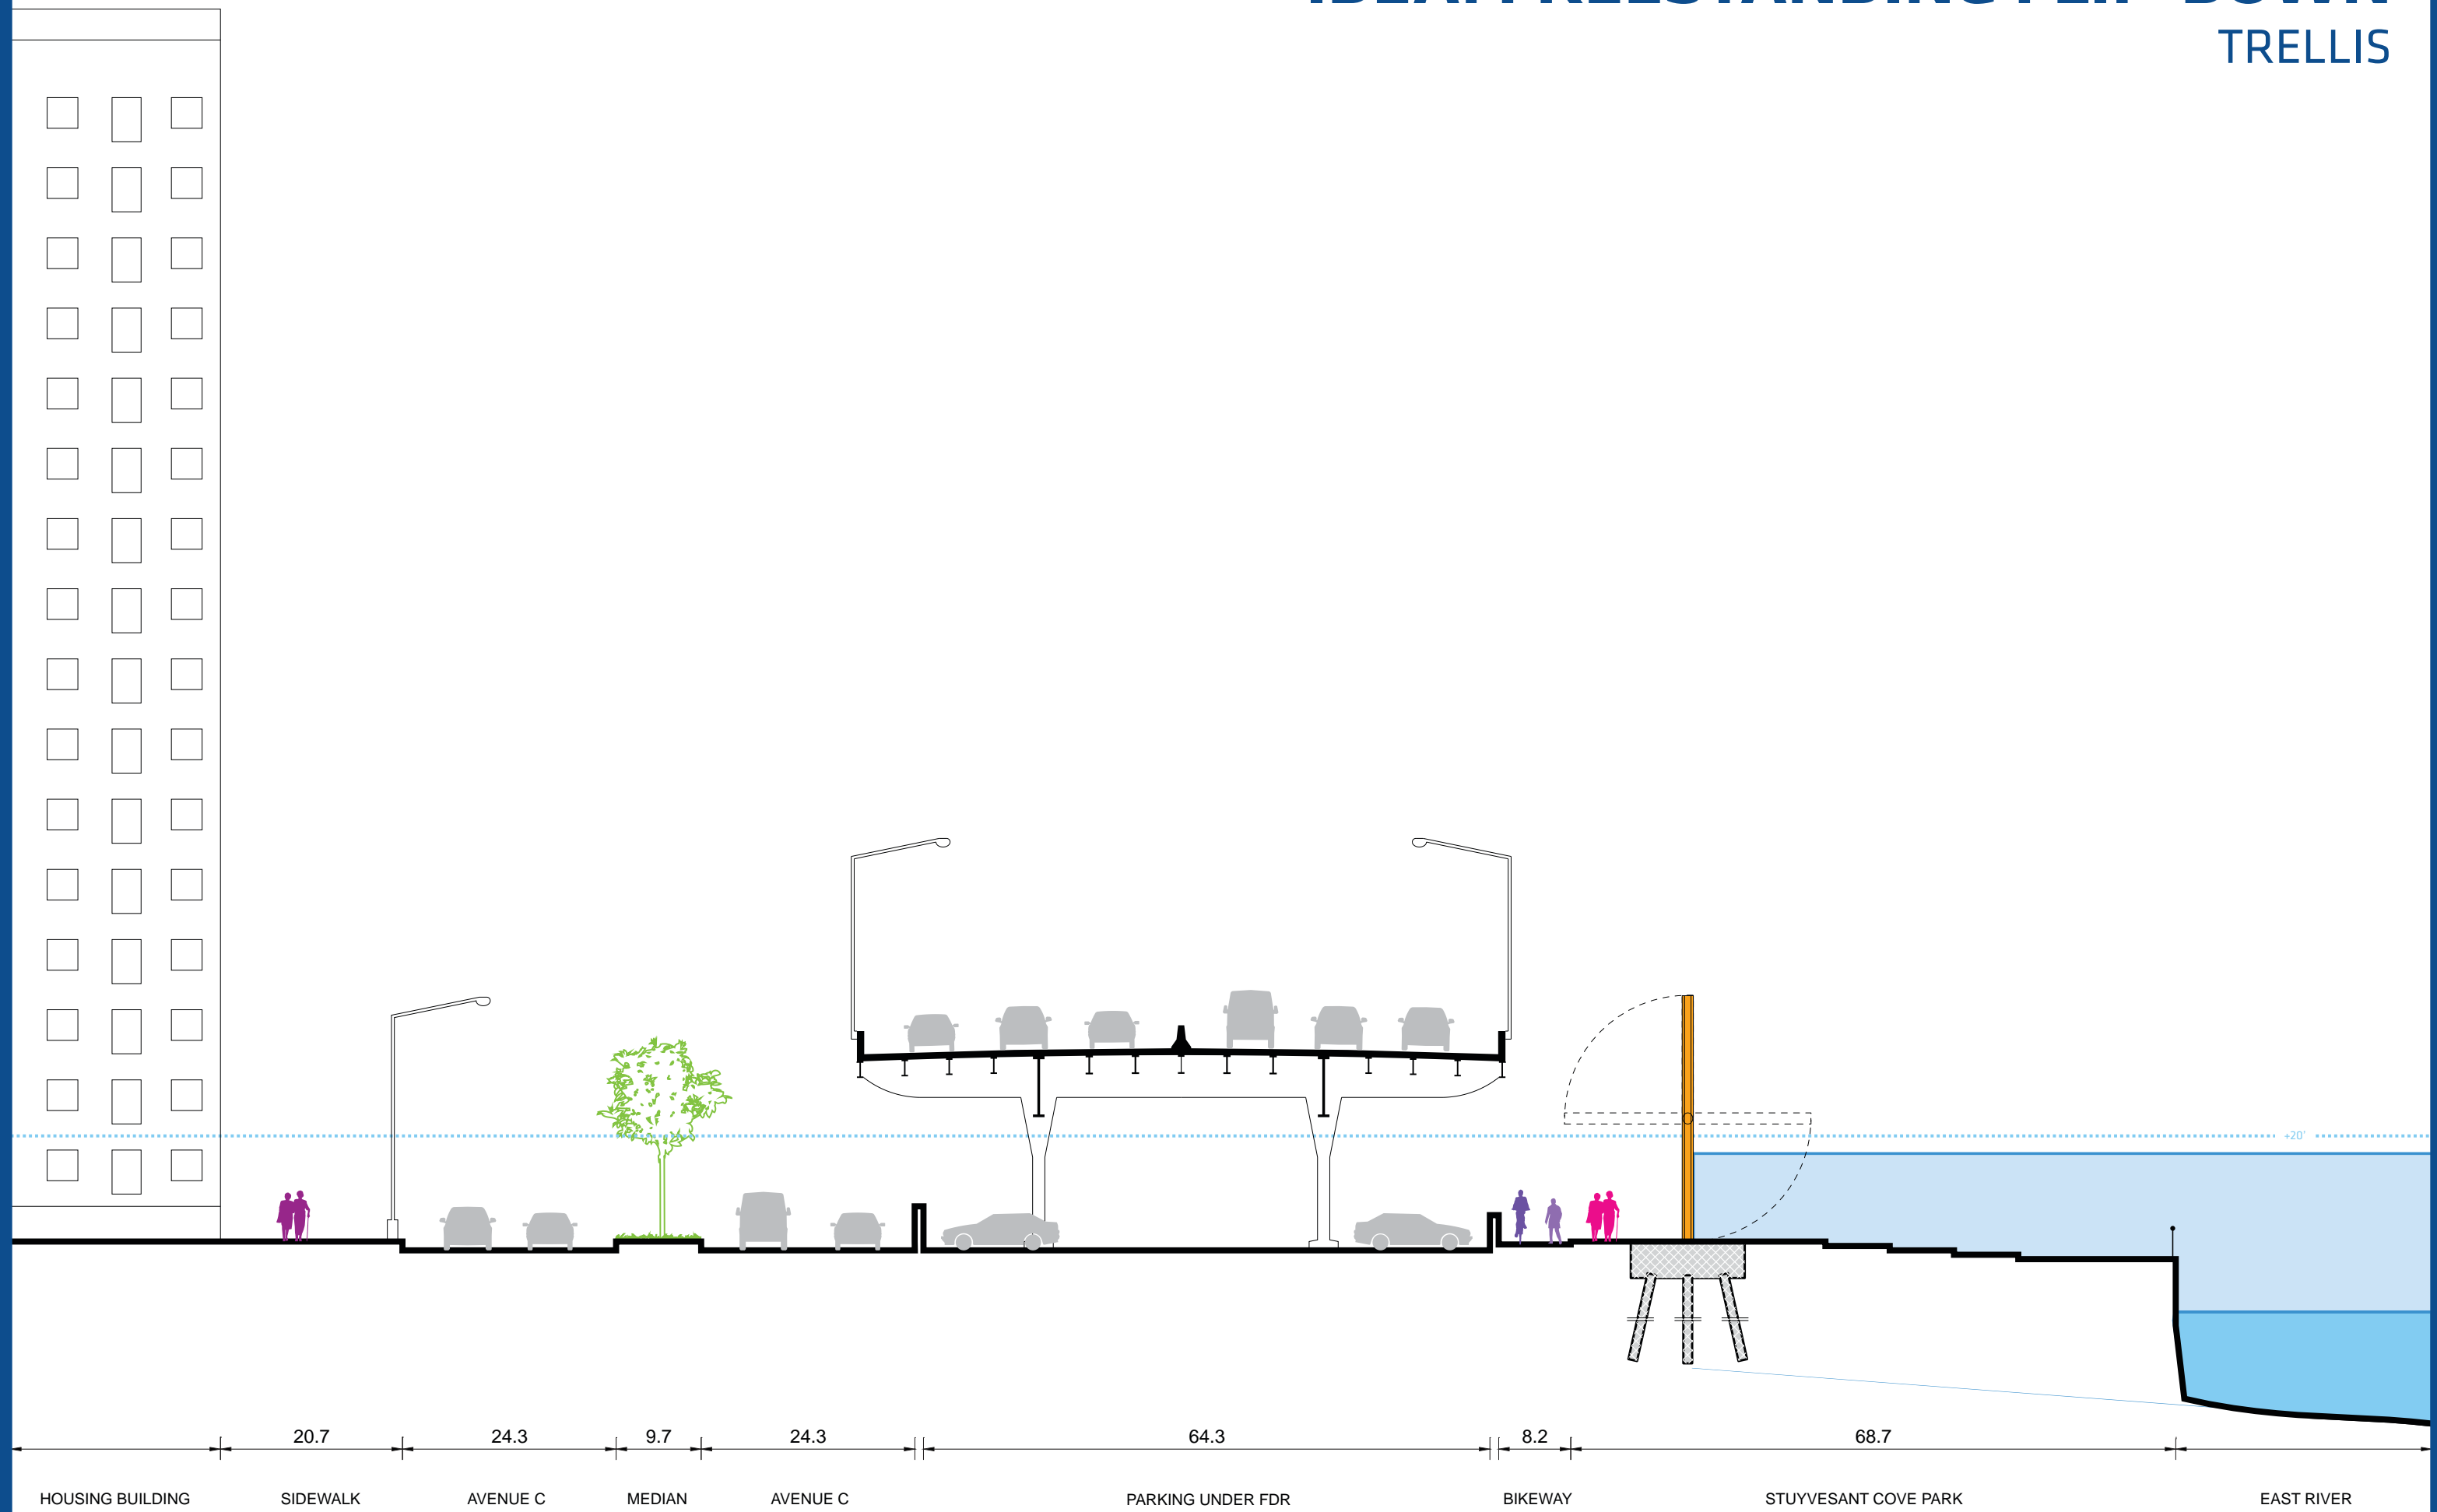 TRELLIS
+20'
20.7 24.3 9.7 24.3 64.3 8.2 68.7
HOUSING BUILDING SIDEWALK AVENUE C MEDIAN AVENUE C PARKING UNDER FDR BIKEWAY STUYVESANT COVE PARK EAST RIVER